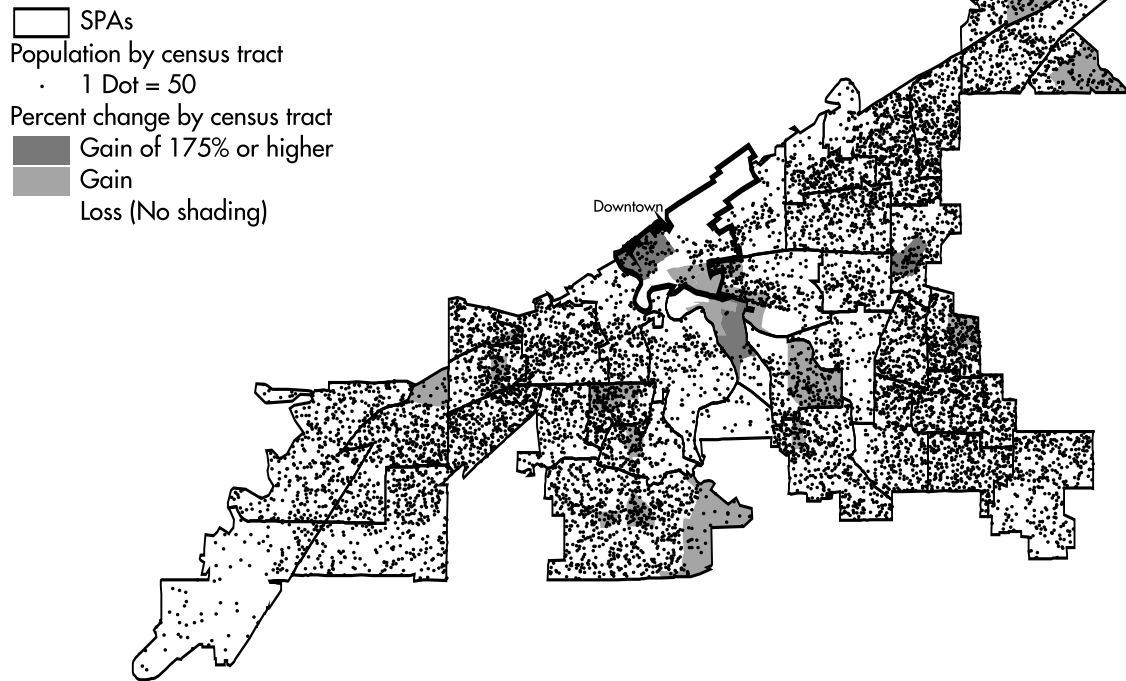 SPAs
Population by census tract
1 Dot = 50
Percent change by census tract
Gain of 175% or higher
Gain
Loss (No shading)
Downtown